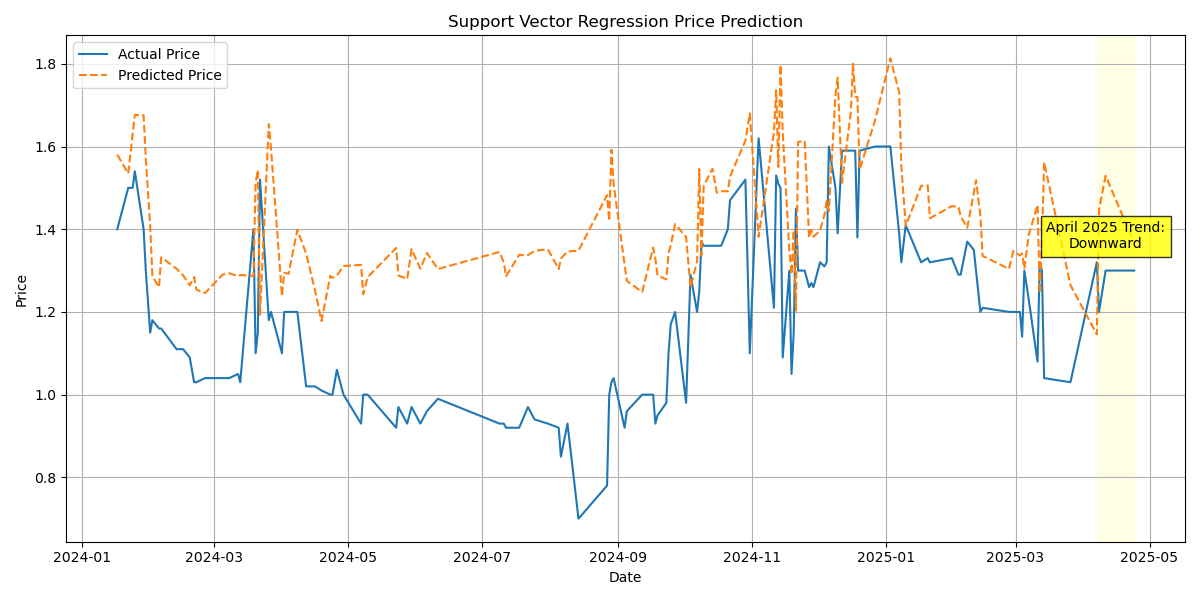 Support Vector Regression Price Prediction
Actual Price
Predicted Price
1.8
1.6
1.4
1.2
1.0
0.8
Price
April 2025 Trend:
Downward
2024-01 2024-03 2024-05 2024-07 2024-09 2024-11 2025-01 2025-03 2025-05
Date